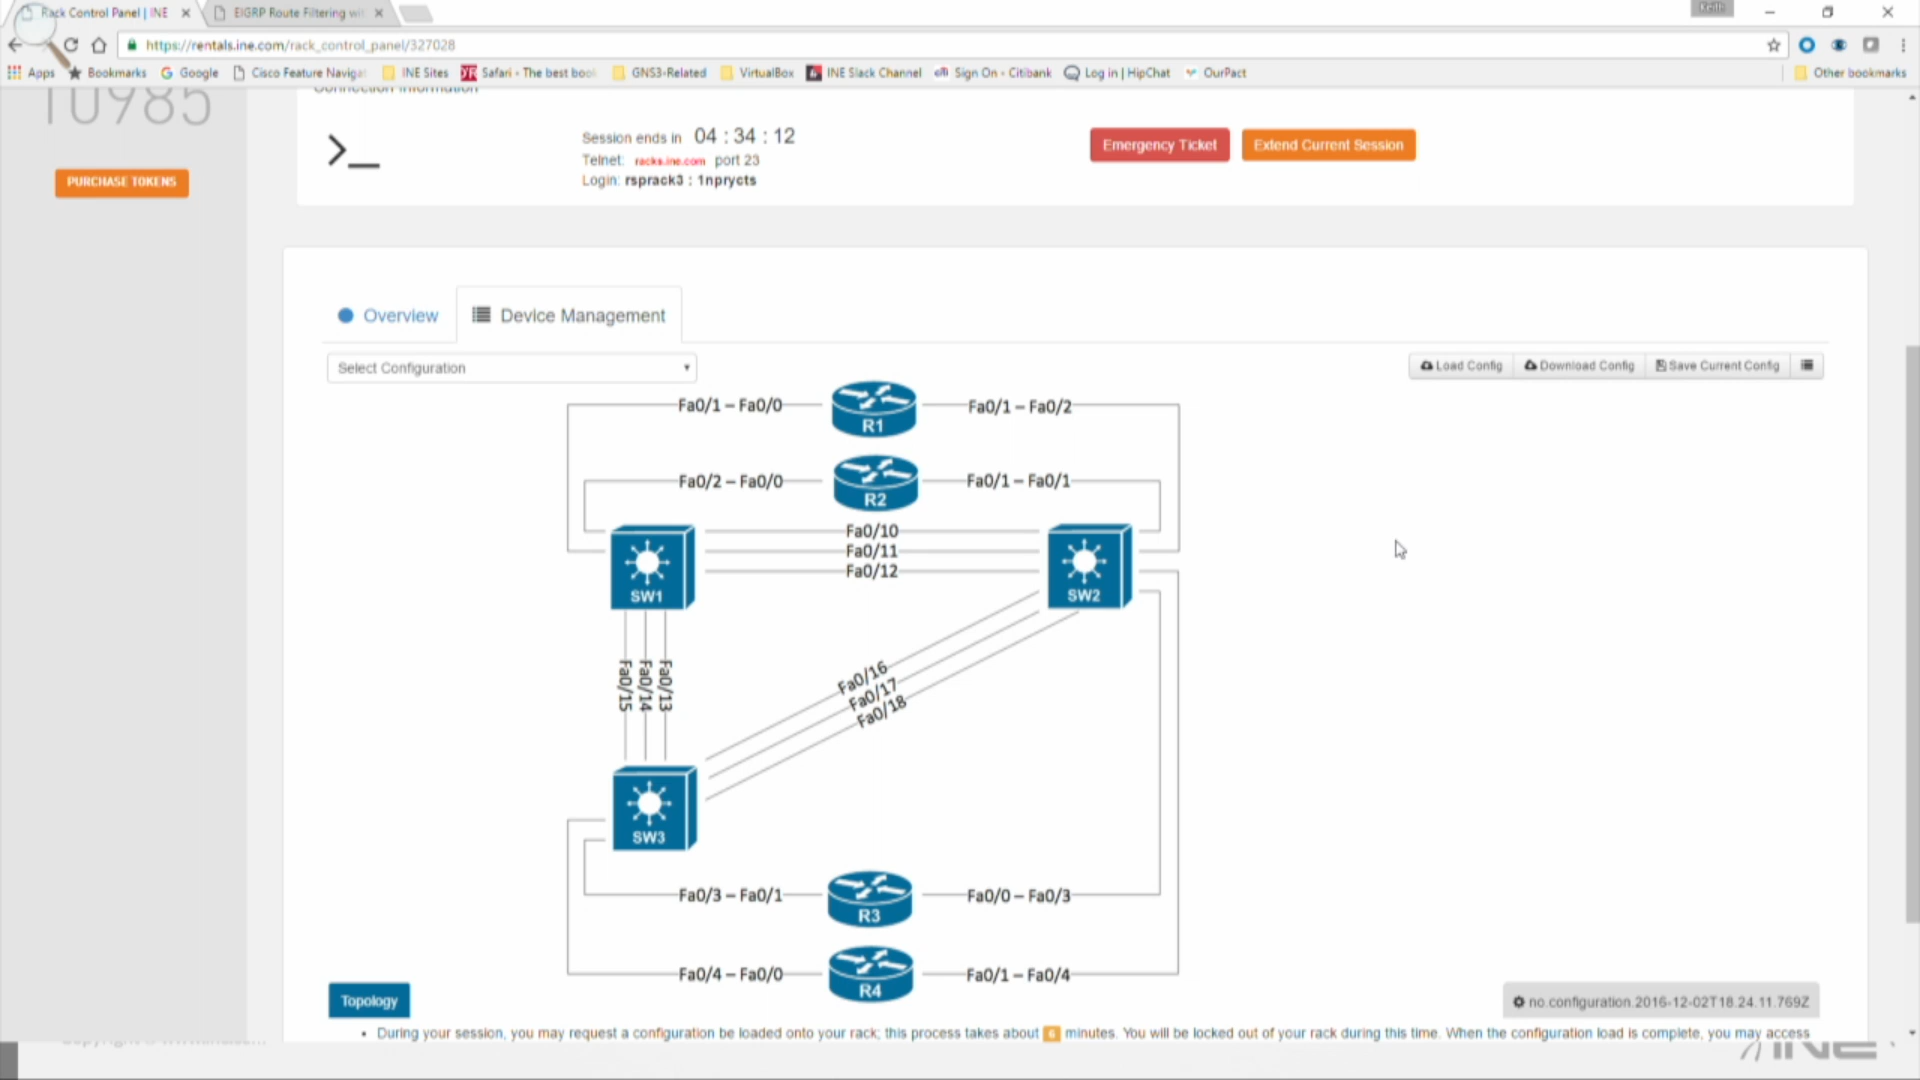 Rack Control Panel | INE
EIGRP Route Filtering wit
Keith
https://rentals.ine.com/rack_control_panel/327028
Apps
Bookmarks
Google
Cisco Feature Naviga
INE Sites
Safari - The best boo
GNS3-Related
VirtualBox
INE Slack Channel
Sign On - Citibank
Log in | HipChat
OurPact
Other bookmarks
10985
Connection Information
PURCHASE TOKENS
>_
Session ends in 04 : 34 : 12
Telnet: racks.ine.com port 23
Login: rsprack3 : 1nprycts
Emergency Ticket
Extend Current Session
Overview
Device Management
Select Configuration
Load Config
Download Config
Save Current Config
Fa0/1 – Fa0/0
R1
Fa0/1 – Fa0/2
Fa0/2 – Fa0/0
R2
Fa0/1 – Fa0/1
Fa0/10
Fa0/11
Fa0/12
SW1
SW2
Fa0/15
Fa0/14
Fa0/13
Fa0/16
Fa0/17
Fa0/18
SW3
Fa0/3 – Fa0/1
R3
Fa0/0 – Fa0/3
Fa0/4 – Fa0/0
R4
Fa0/1 – Fa0/4
Topology
no.configuration.2016-12-02T18.24.11.769Z
• During your session, you may request a configuration be loaded onto your rack; this process takes about 6 minutes. You will be locked out of your rack during this time. When the configuration load is complete, you may access
INE